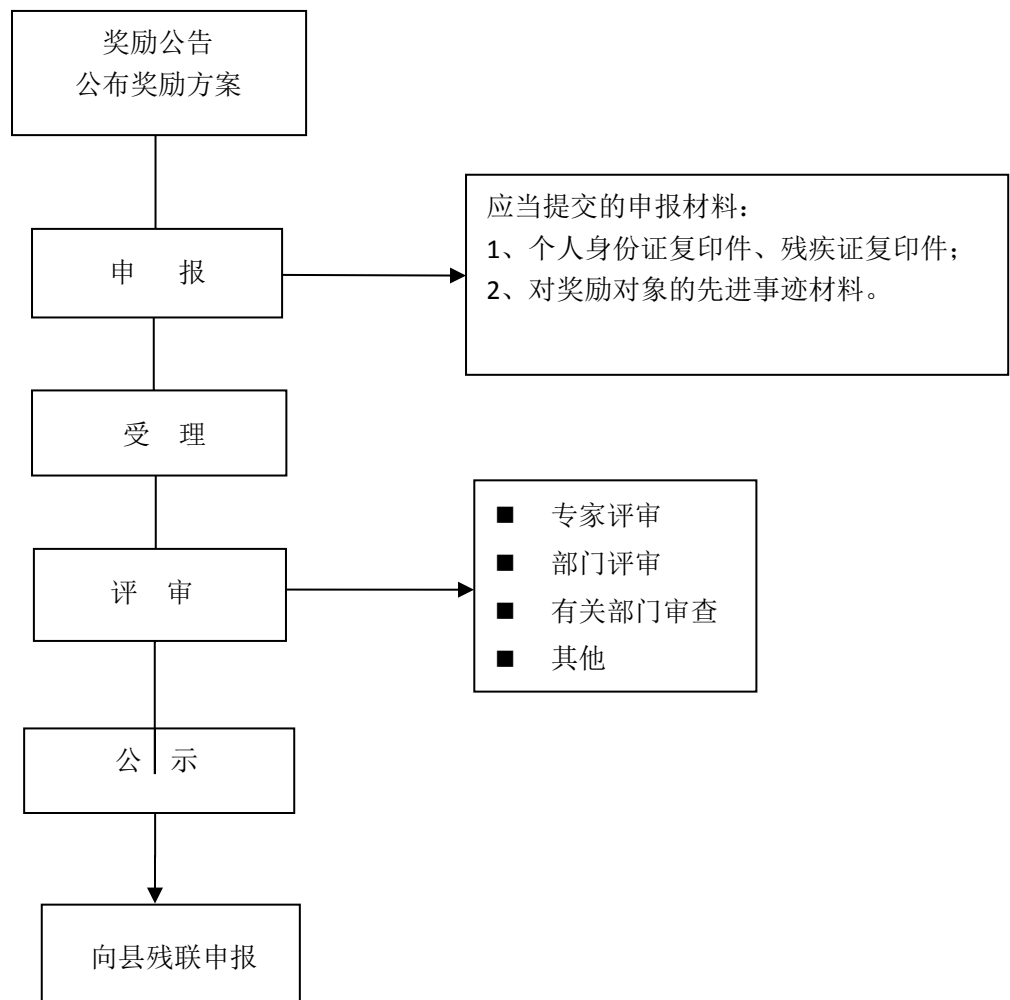 奖励公告
公布奖励方案
申 报
应当提交的申报材料：
1、个人身份证复印件、残疾证复印件；
2、对奖励对象的先进事迹材料。
受 理
评 审
■ 专家评审
■ 部门评审
■ 有关部门审查
■ 其他
公 示
向县残联申报